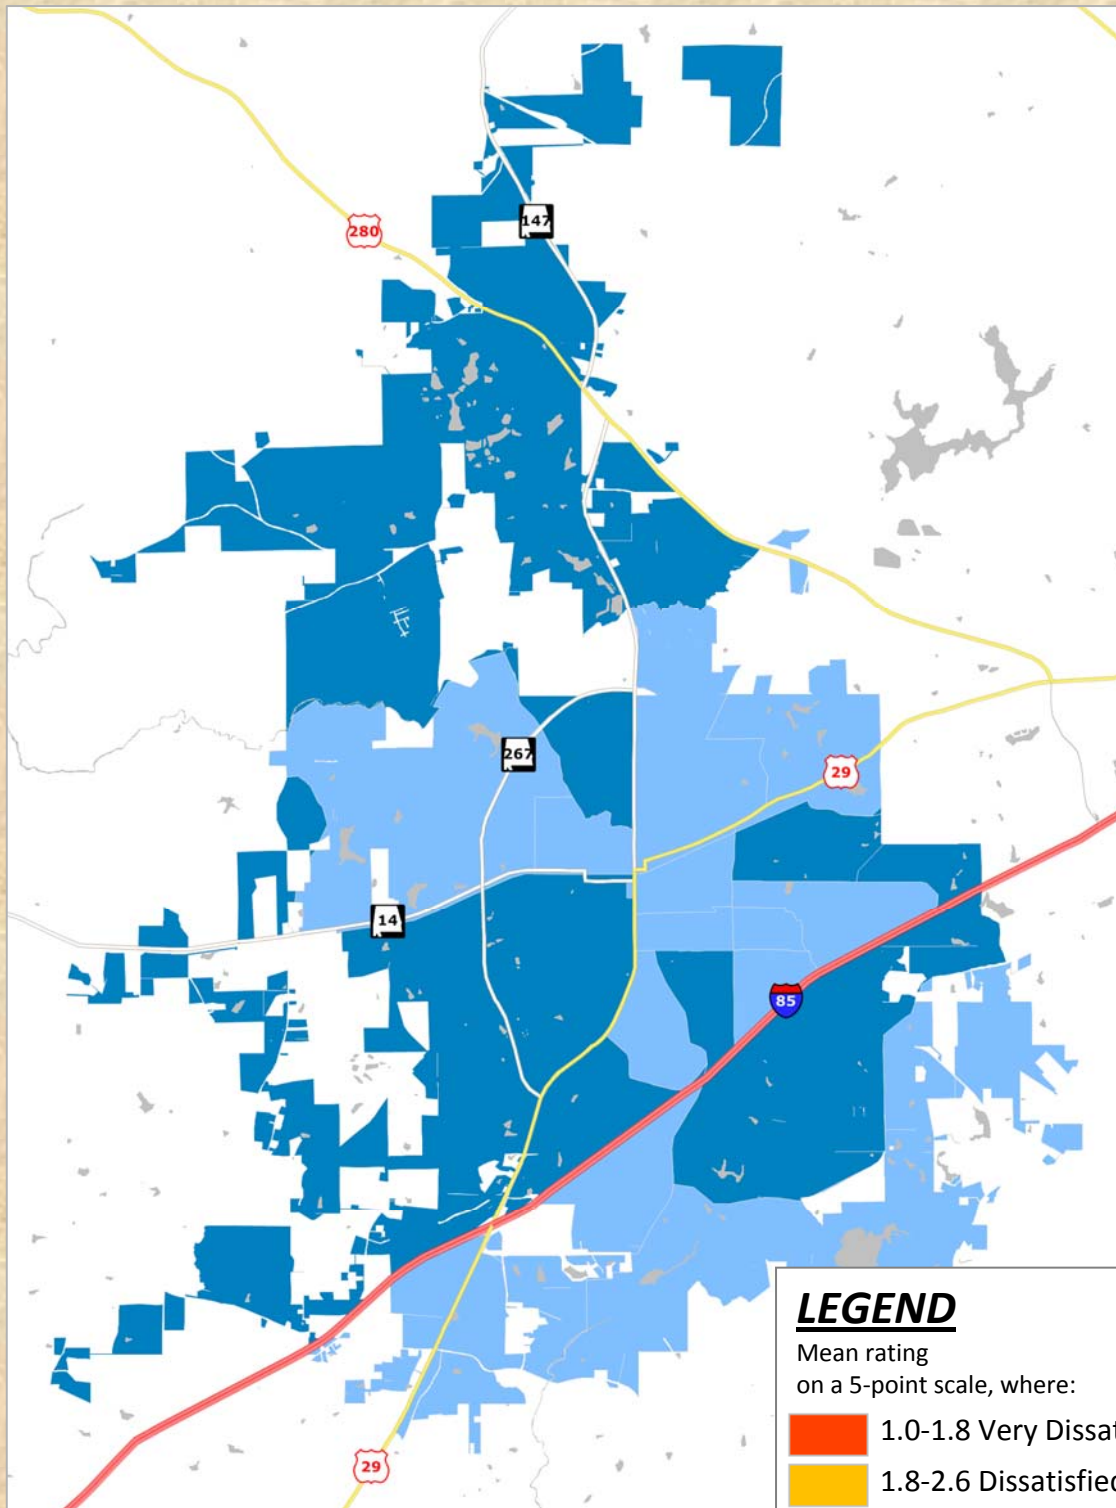 147
280
267
29
14
85
29
LEGEND
Mean rating
on a 5-point scale, where:
1.0-1.8 Very Dissat
1.8-2.6 Dissatisfied